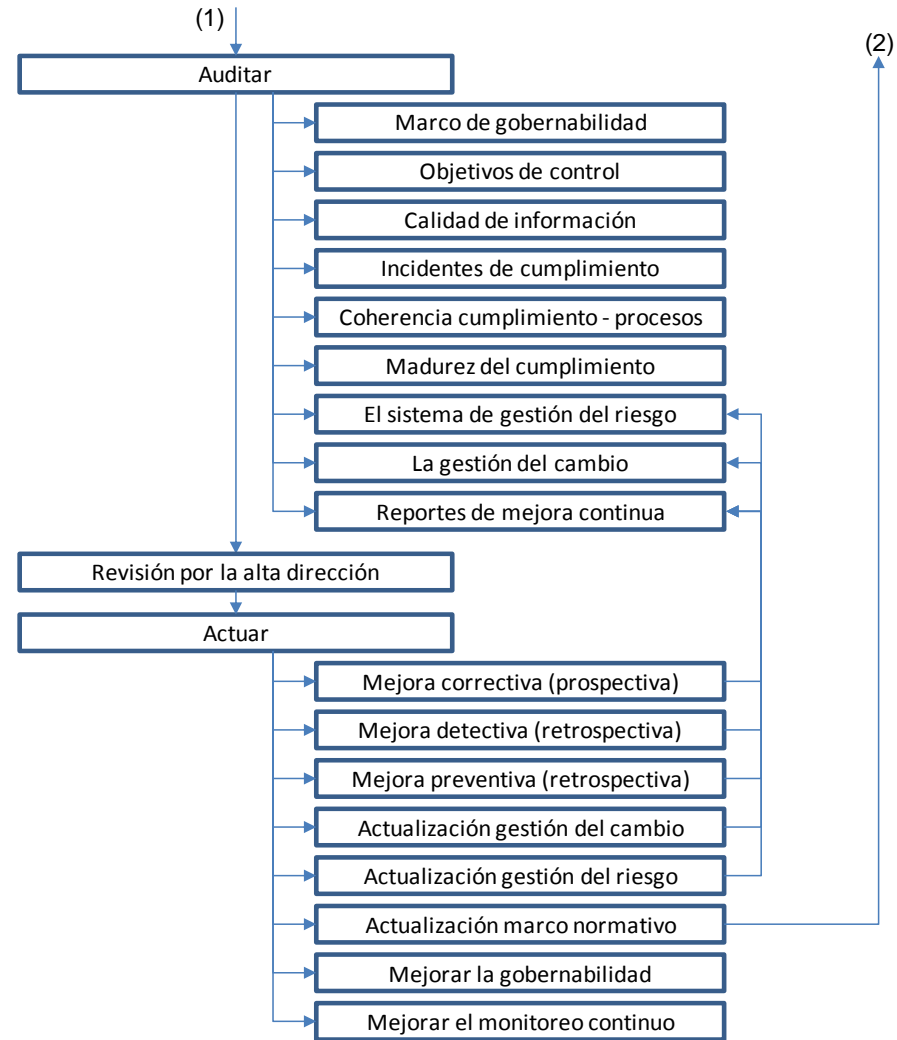 (1)
(2)
Auditar
Marco de gobernabilidad
Objetivos de control
Calidad de información
Incidentes de cumplimiento
Coherencia cumplimiento - procesos
Madurez del cumplimiento
El sistema de gestión del riesgo
La gestión del cambio
Reportes de mejora continua
Revisión por la alta dirección
Actuar
Mejora correctiva (prospectiva)
Mejora detectiva (retrospectiva)
Mejora preventiva (retrospectiva)
Actualización gestión del cambio
Actualización gestión del riesgo
Actualización marco normativo
Mejorar la gobernabilidad
Mejorar el monitoreo continuo